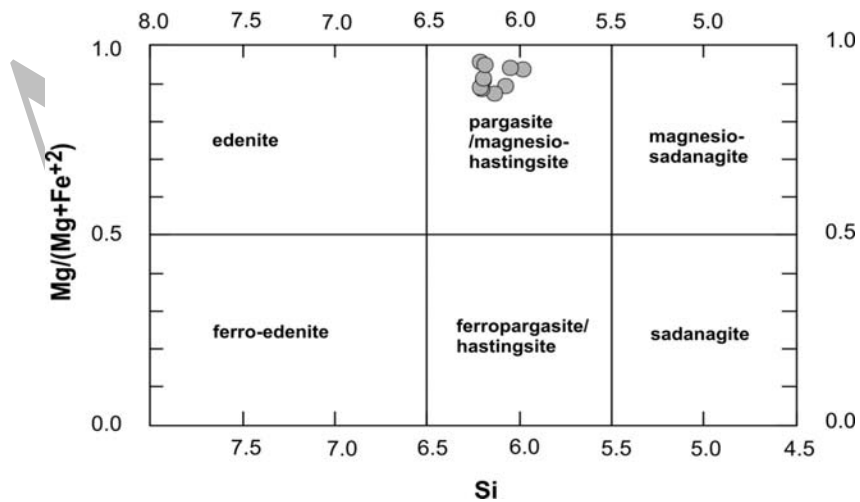 8.0 7.5 7.0 6.5 6.0 5.5 5.0
1.0 1.0
edenite
pargasite
/magnesio-
hastingsite
magnesio-
sadanagite
Mg/(Mg+Fe+2)
0.5 0.5
ferro-edenite
ferropargasite/
hastingsite
sadanagite
0.0 0.0
7.5 7.0 6.5 6.0 5.5 5.0 4.5
Si